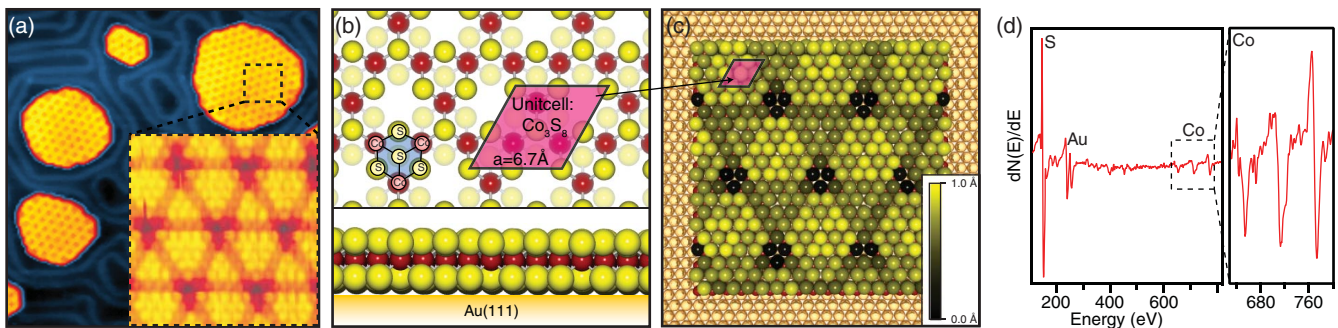 (a)
(b)
Unitcell:
Co₃S₈
a=6.7Å
S
Co
Co
S
S
S
Co
Au(111)
(c)
1.0 Å
0.0 Å
(d)
dN(E)/dE
S
Au
Co
200
400
600
Energy (eV)
Co
680
760